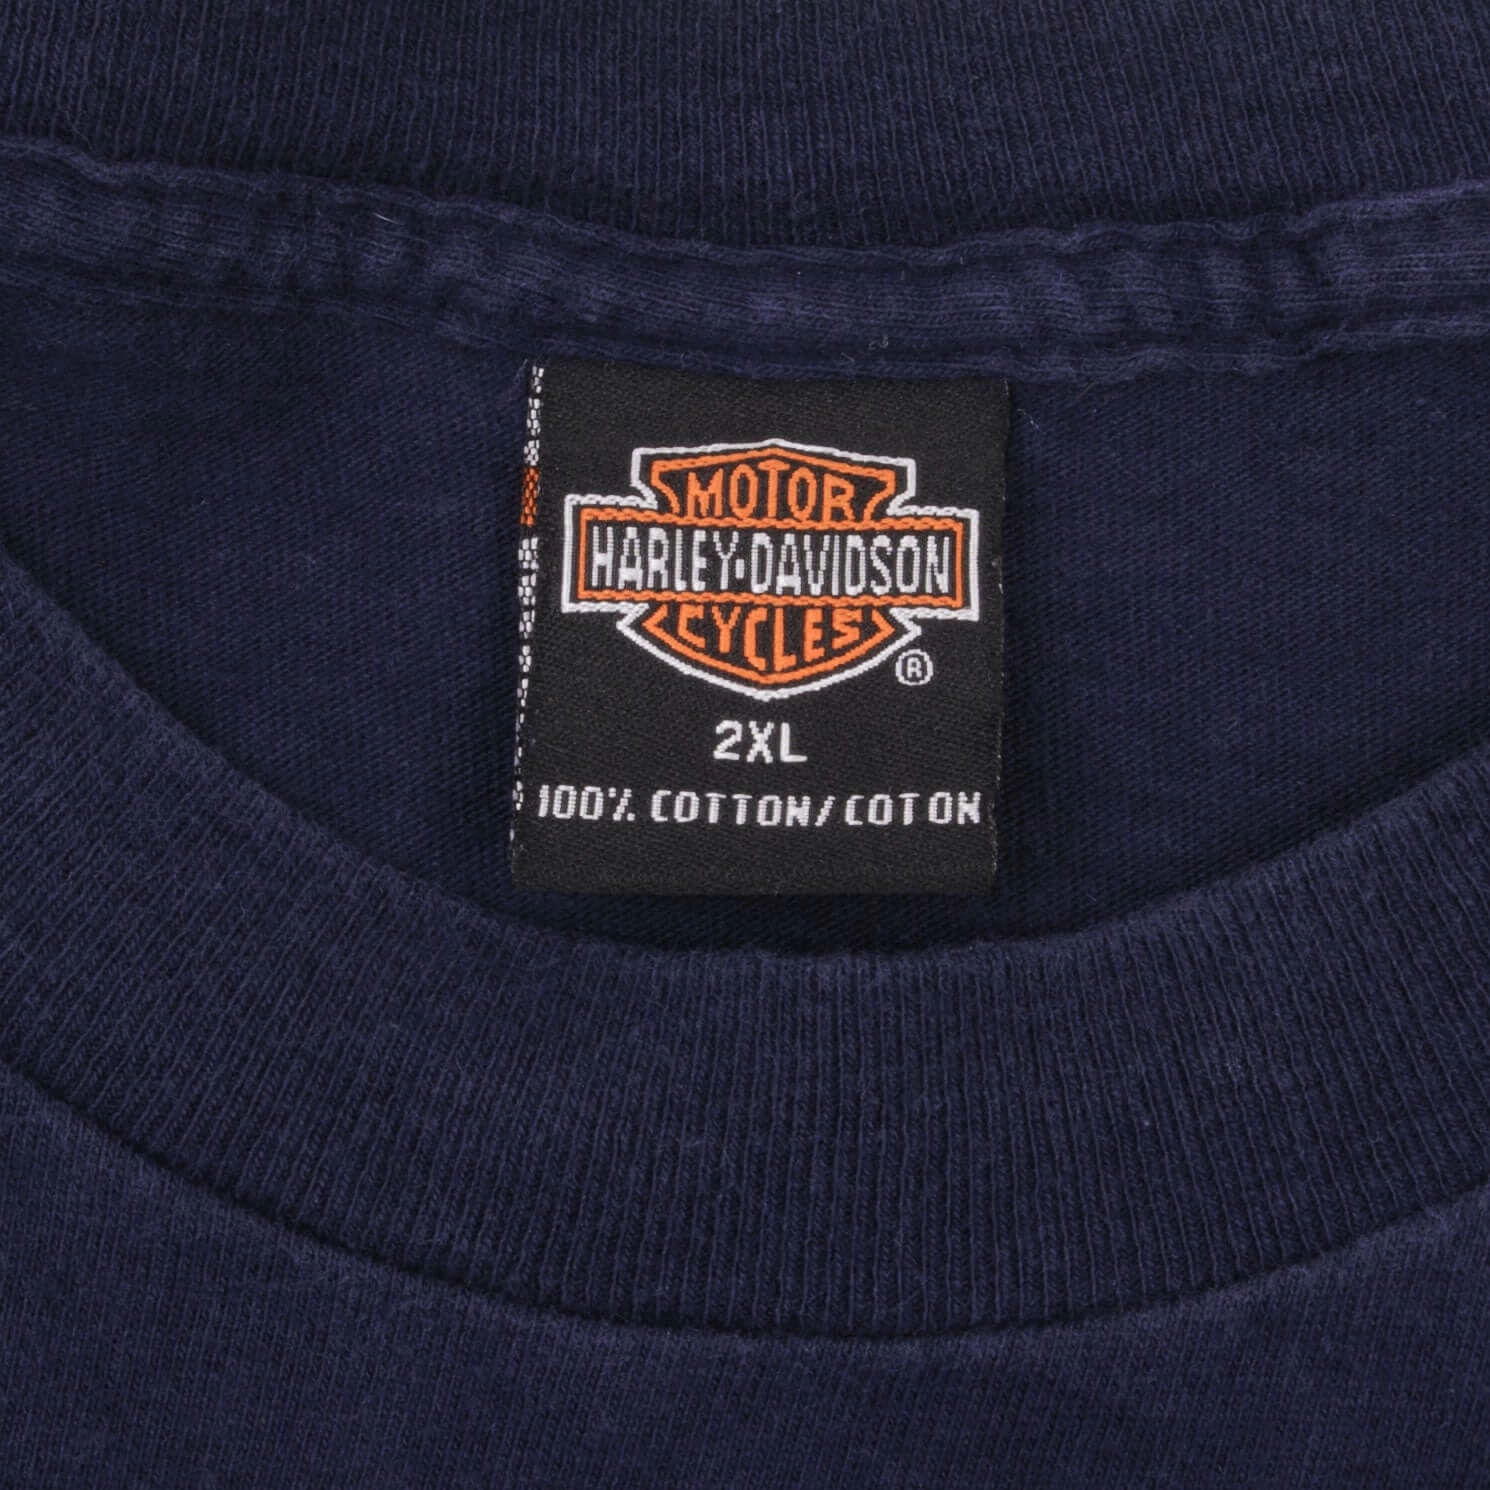 MOTOR
HARLEY-DAVIDSON
CYCLES
®
2XL
100% COTTON/COTON